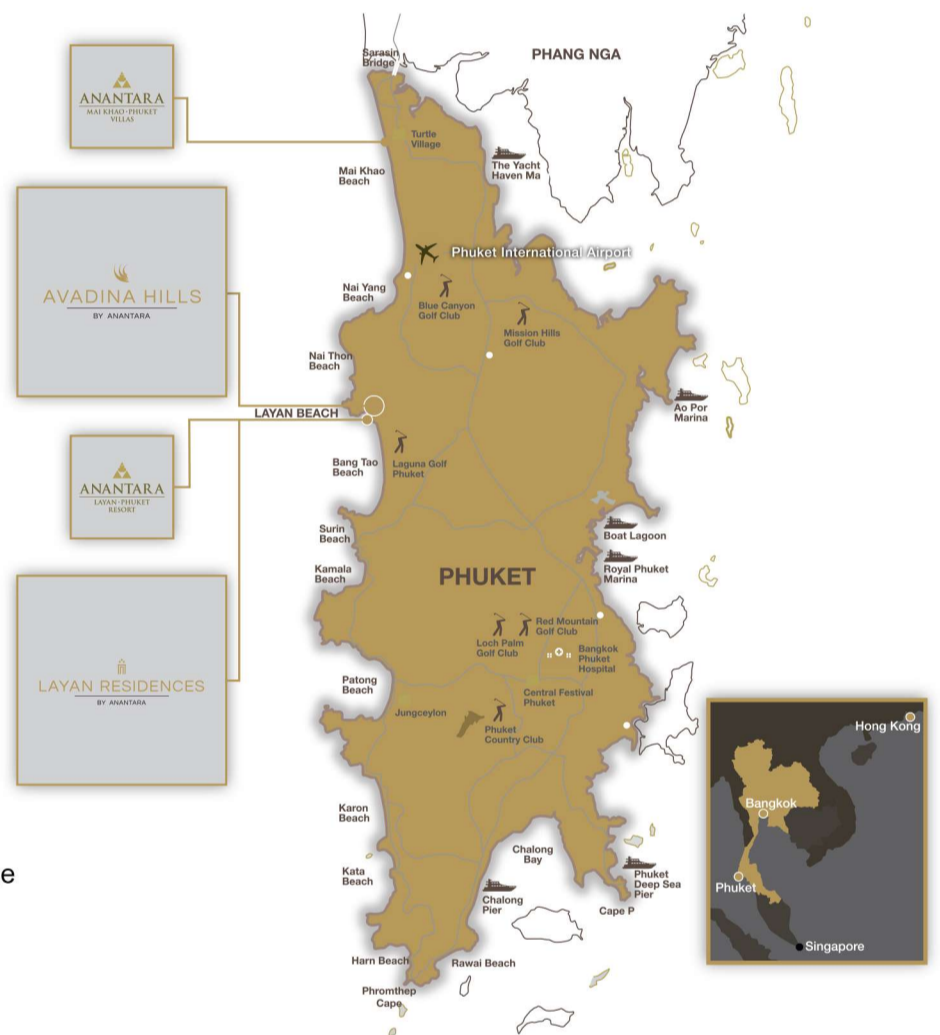 Sarasin
Bridge
PHANG NGA
ANANTARA
MAI KHAO·PHUKET
VILLAS
Turtle
Village
The Yacht
Haven Ma
Mai Khao
Beach
Phuket International Airport
Nai Yang
Beach
Blue Canyon
Golf Club
Mission Hills
Golf Club
AVADINA HILLS
BY ANANTARA
Nai Thon
Beach
LAYAN BEACH
Ao Por
Marina
ANANTARA
LAYAN·PHUKET
RESORT
Bang Tao
Beach
Laguna Golf
Phuket
Surin
Beach
Boat Lagoon
Kamala
Beach
PHUKET
Royal Phuket
Marina
Loch Palm
Golf Club
Red Mountain
Golf Club
Bangkok
Phuket
Hospital
LAYAN RESIDENCES
BY ANANTARA
Patong
Beach
Central Festival
Phuket
Jungceylon
Phuket
Country Club
Hong Kong
Bangkok
Phuket
Singapore
Karon
Beach
Chalong
Bay
e
Kata
Beach
Phuket
Deep Sea
Pier
Chalong
Pier
Cape P
Harn Beach
Rawai Beach
Phromthep
Cape